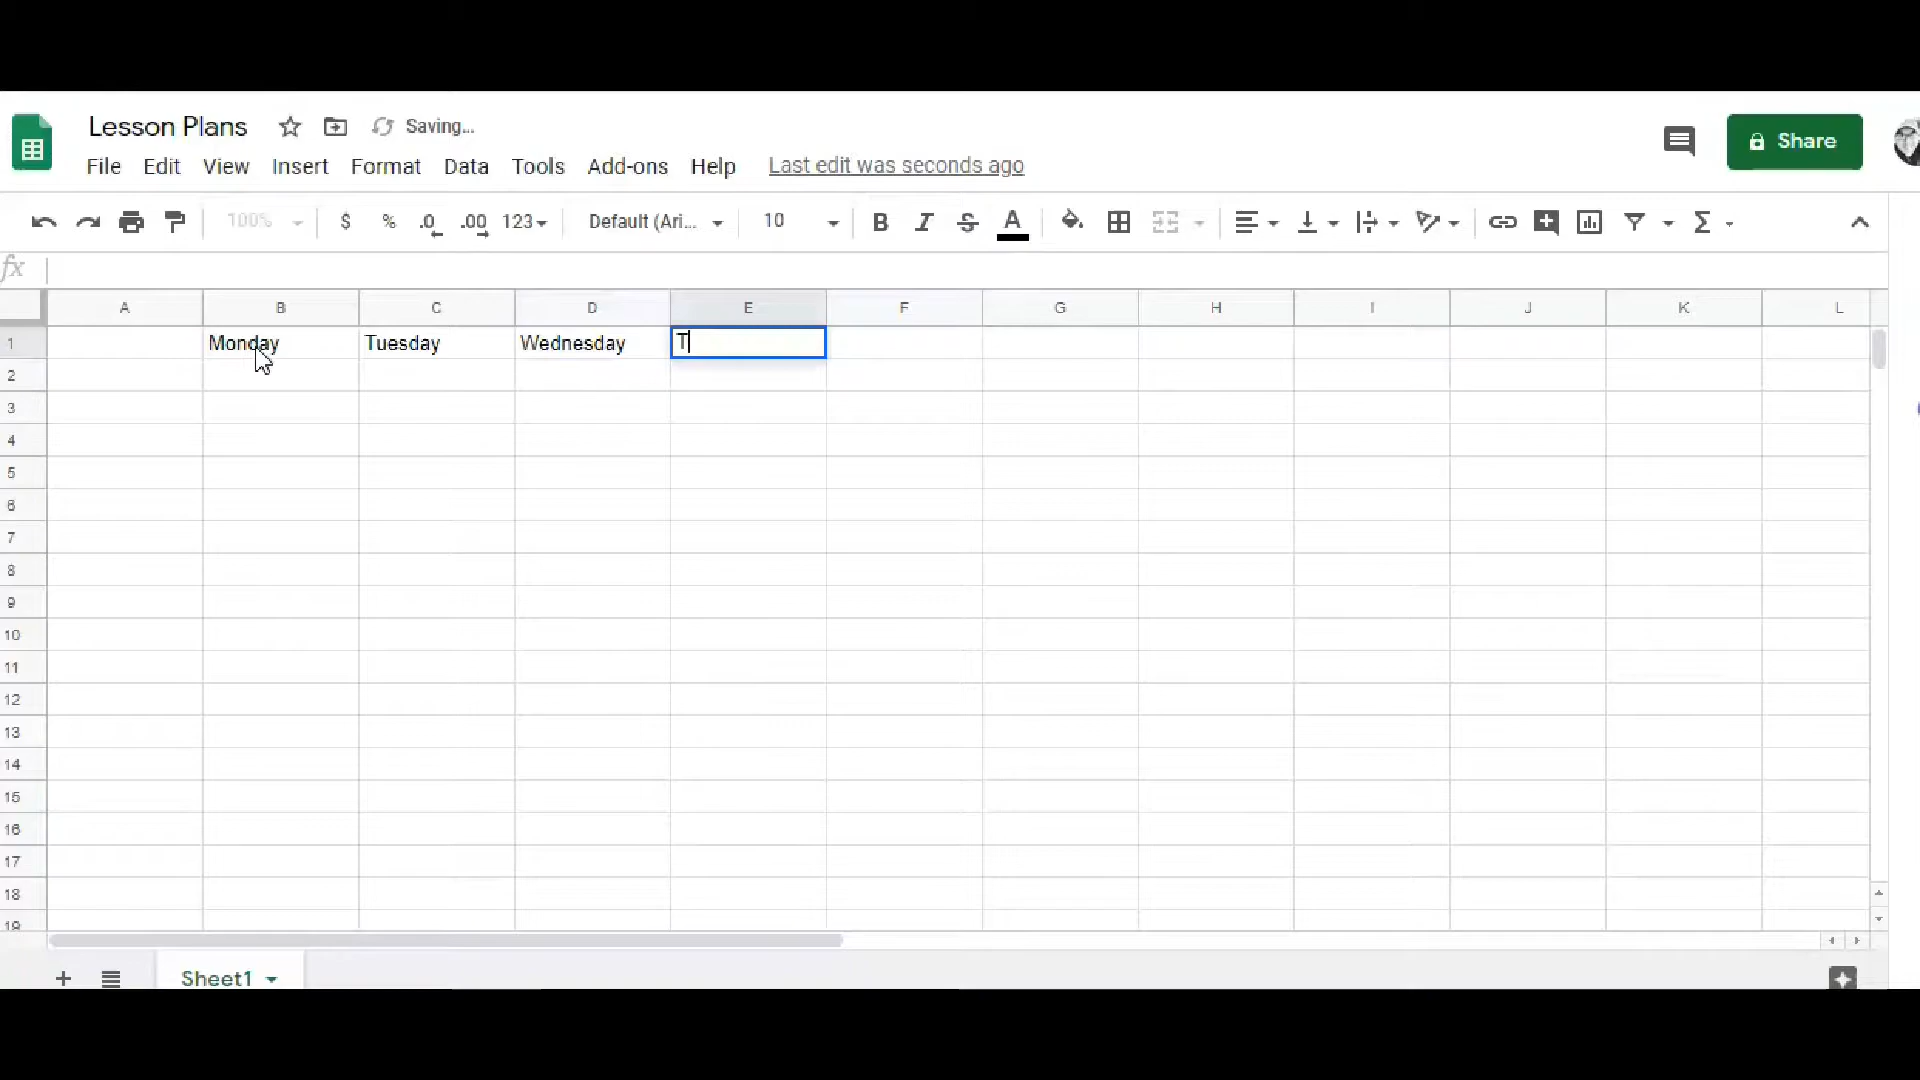 Lesson Plans Saving...
File Edit View Insert Format Data Tools Add-ons Help Last edit was seconds ago
Share
100% $ % .0 .00 123 Default (Ari... 10 B I S A Σ
fx
A B C D E F G H I J K L
1 Monday Tuesday Wednesday T
2
3
4
5
6
7
8
9
10
11
12
13
14
15
16
17
18
19
+ Sheet1